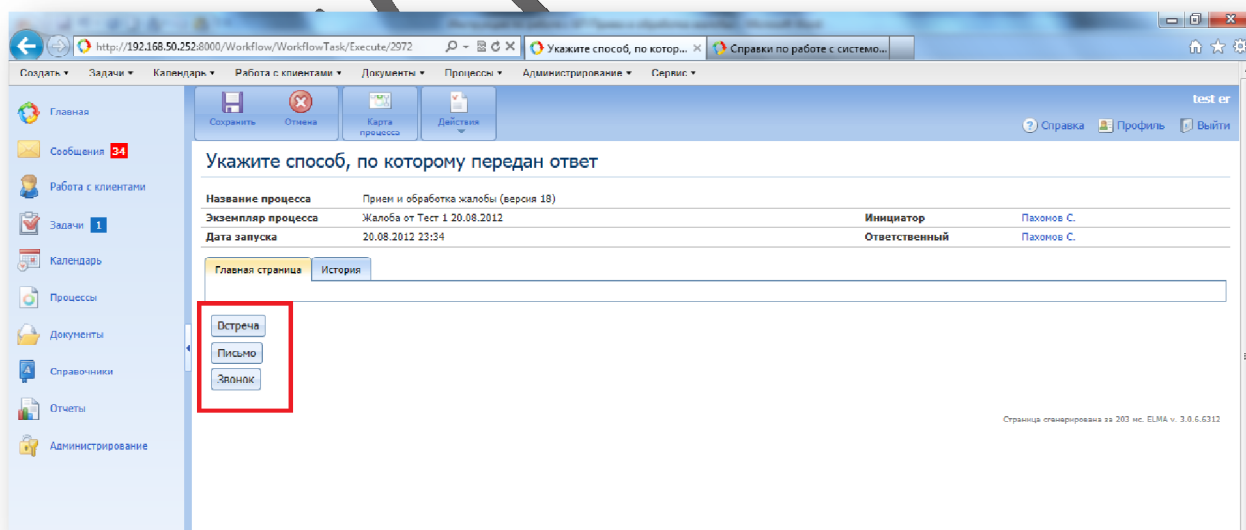 http://192.168.50.252:8000/Workflow/WorkflowTask/Execute/2972
Укажите способ, по котор...
Справки по работе с системо...
Создать Задачи Календарь Работа с клиентами Документы Процессы Администрирование Сервис
Сохранить Отмена Карта процесса Действия
test er
Справка Профиль Выйти
Главная
Сообщения 34
Работа с клиентами
Задачи 1
Календарь
Процессы
Документы
Справочники
Отчеты
Администрирование
Укажите способ, по которому передан ответ
Название процесса Прием и обработка жалобы (версия 18)
Экземпляр процесса Жалоба от Тест 1 20.08.2012 Инициатор Пахомов С.
Дата запуска 20.08.2012 23:34 Ответственный Пахомов С.
Главная страница История
Встреча
Письмо
Звонок
Страница сгенерирована за 203 мс. ELMA v. 3.0.6.6312